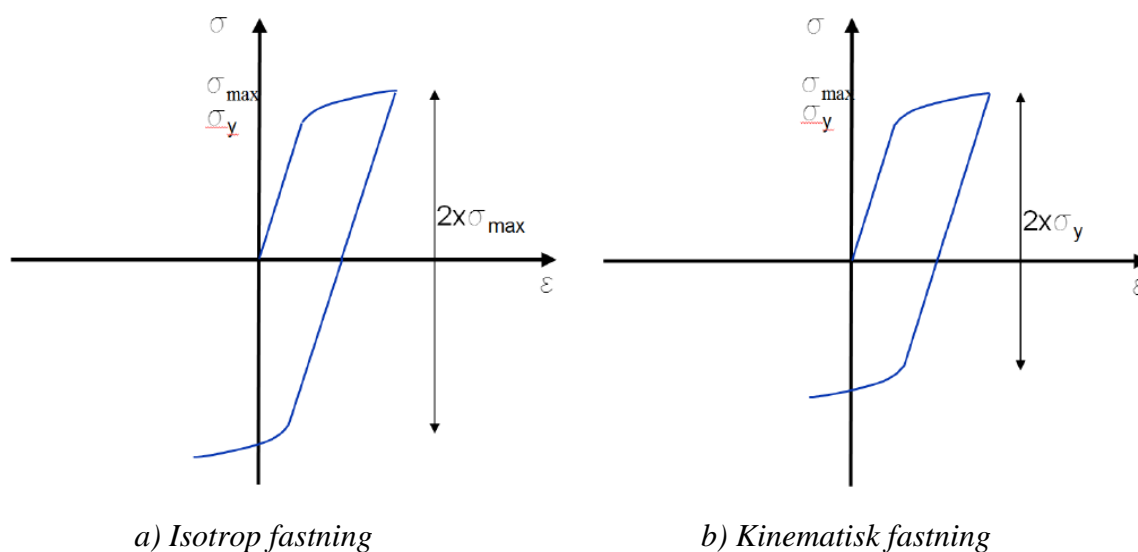 σ
σmax
σy
2xσmax
ε
a) Isotrop fastning
σ
σmax
σy
2xσy
ε
b) Kinematisk fastning